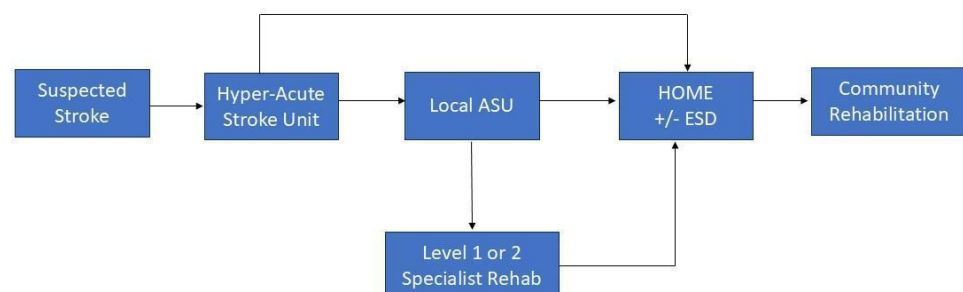 Suspected
Stroke
Hyper-Acute
Stroke Unit
Local ASU
HOME
+/- ESD
Community
Rehabilitation
Level 1 or 2
Specialist Rehab